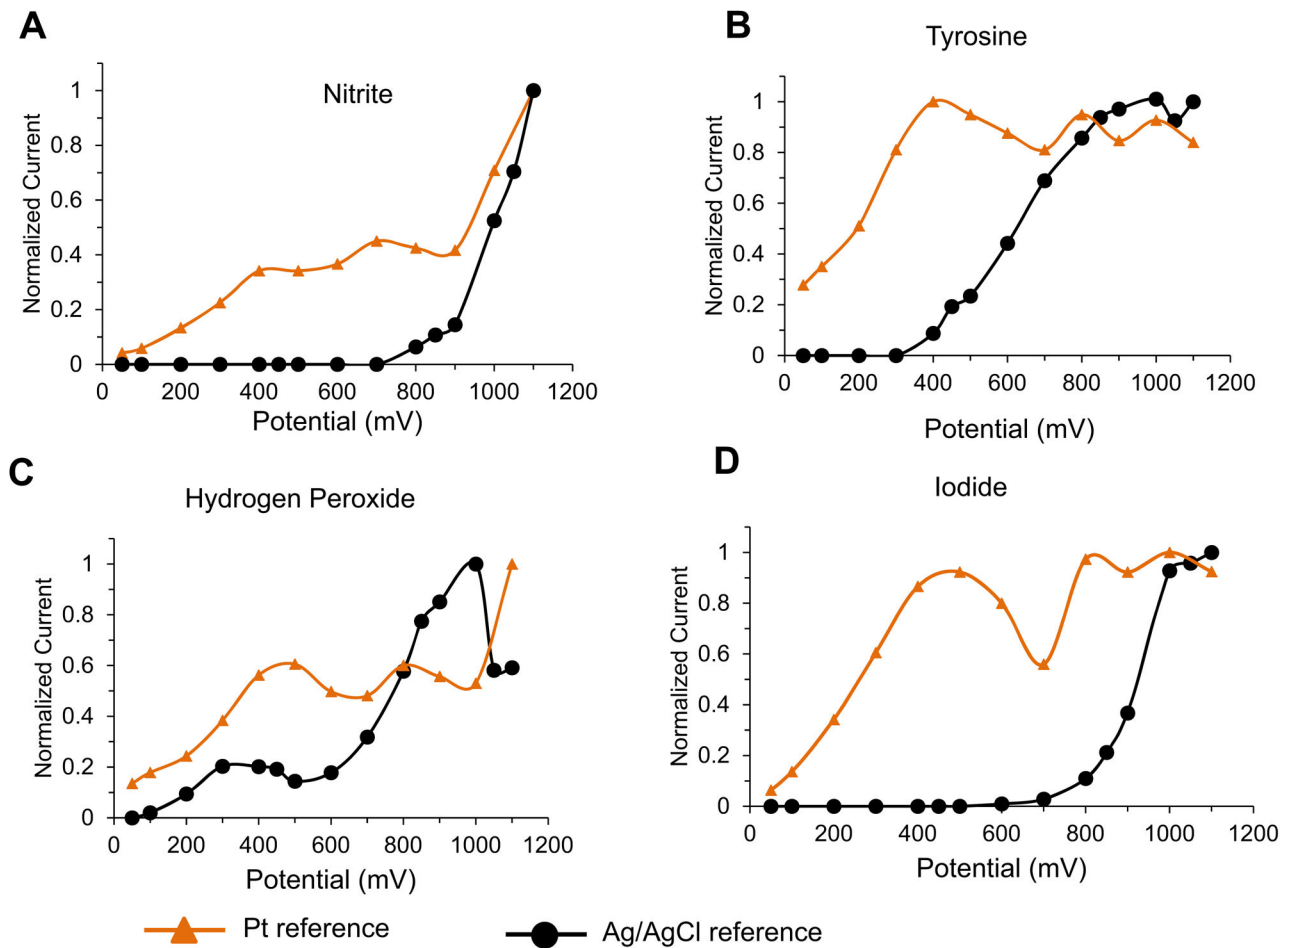 A
Nitrite
Normalized Current
1
0.8
0.6
0.4
0.2
0
0 200 400 600 800 1000 1200
Potential (mV)
B
Tyrosine
Normalized Current
1
0.8
0.6
0.4
0.2
0
0 200 400 600 800 1000 1200
Potential (mV)
C
Hydrogen Peroxide
Normalized Current
1
0.8
0.6
0.4
0.2
0
0 200 400 600 800 1000 1200
Potential (mV)
D
Iodide
Normalized Current
1
0.8
0.6
0.4
0.2
0
0 200 400 600 800 1000 1200
Potential (mV)
Pt reference
Ag/AgCl reference